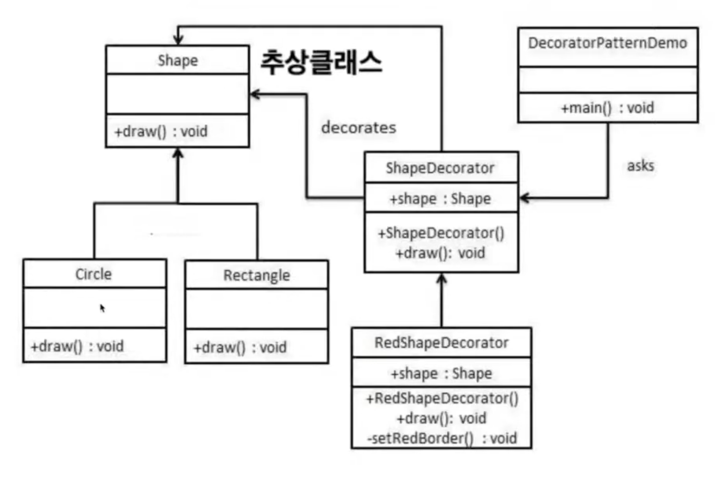 Shape
추상클래스
+draw() : void
decorates
DecoratorPatternDemo
+main() : void
asks
ShapeDecorator
+shape : Shape
+ShapeDecorator()
+draw(): void
Circle
+draw() : void
Rectangle
+draw() : void
RedShapeDecorator
+shape : Shape
+RedShapeDecorator()
+draw(): void
-setRedBorder() : void